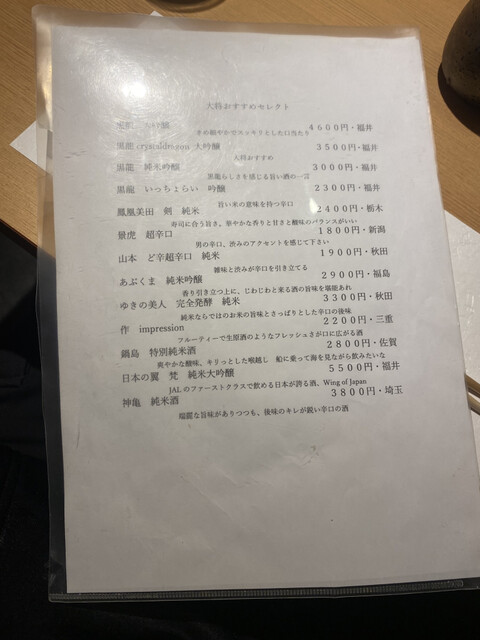 大将おすすめセレクト
大吟醸 4600円・福井
きめ細やかでスッキリとした口当たり
黒龍 crystaldragon 大吟醸 3500円・福井
大将おすすめ
黒龍 純米吟醸 3000円・福井
黒龍らしさを感じる旨い酒の一言
黒龍 いっちょらい 吟醸 2300円・福井
旨い米の意味を持つ辛口
鳳凰美田 剣 純米 2400円・栃木
寿司に合う旨さ、華やかな香りと甘さと酸味のバランスがいい
景虎 超辛口 1800円・新潟
男の辛口、渋みのアクセントを感じて下さい
山本 ど辛超辛口 純米 1900円・秋田
雑味と渋みが辛口を引き立てる
あぶくま 純米吟醸 2900円・福島
香り引き立つ上に、じわじわと来る酒の旨味を堪能あれ
ゆきの美人 完全発酵 純米 3300円・秋田
純米ならではのお米の旨味とさっぱりとした辛口の後味
作 impression 2200円・三重
フルーティーで生原酒のようなフレッシュさが口に広がる酒
鍋島 特別純米酒 2800円・佐賀
爽やかな酸味、キリっとした喉越し 船に乗って海を見ながら飲みたいな
日本の翼 梵 純米大吟醸 5500円・福井
JALのファーストクラスで飲める日本が誇る酒、Wing of Japan
神亀 純米酒 3800円・埼玉
端麗な旨味がありつつも、後味のキレが鋭い辛口の酒